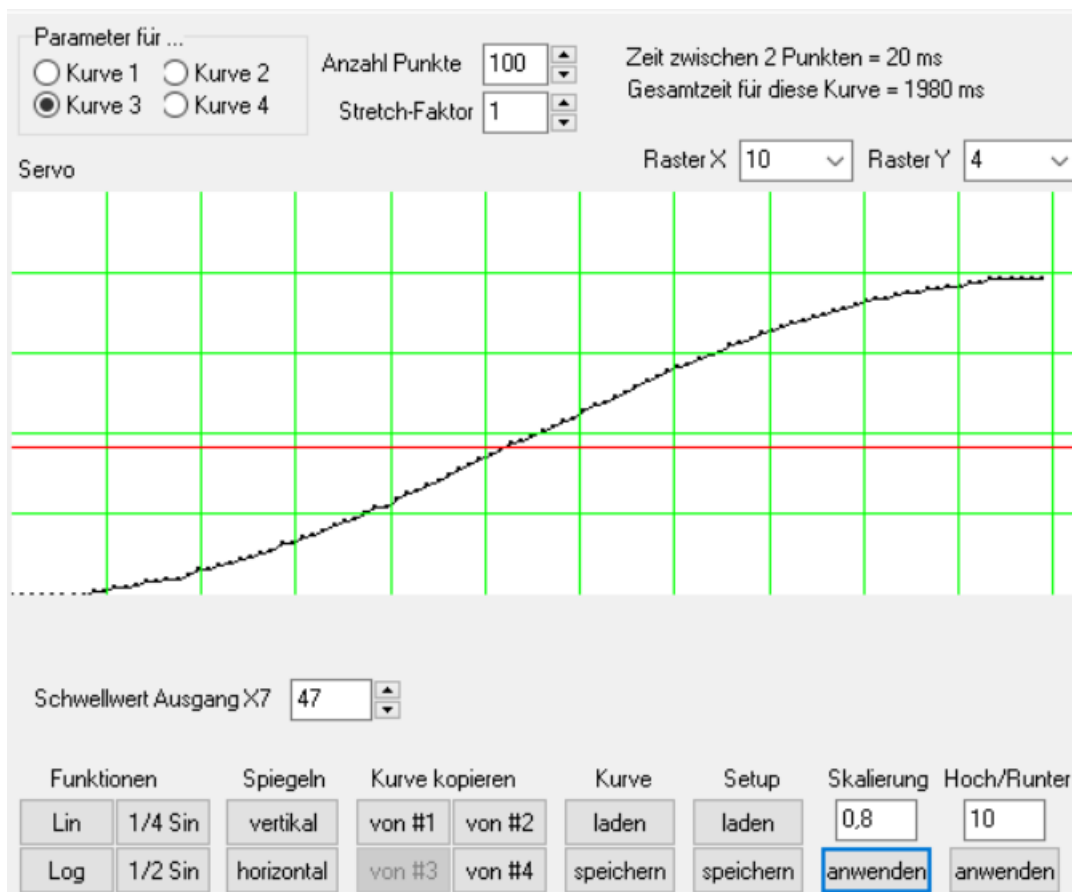 Parameter für ...
Kurve 1 Kurve 2
Kurve 3 Kurve 4
Anzahl Punkte 100
Stretch-Faktor 1
Zeit zwischen 2 Punkten = 20 ms
Gesamtzeit für diese Kurve = 1980 ms
Servo
Raster X 10 Raster Y 4
Schwellwert Ausgang X7 47
Funktionen Spiegeln Kurve kopieren Kurve Setup Skalierung Hoch/Runter
Lin 1/4 Sin vertikal von #1 von #2 laden laden 0,8 10
Log 1/2 Sin horizontal von #3 von #4 speichern speichern anwenden anwenden